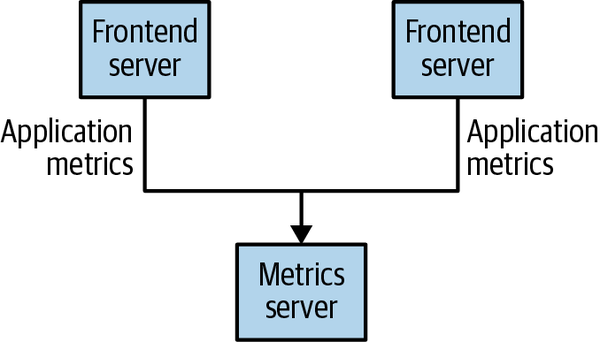 Frontend
server
Frontend
server
Application
metrics
Application
metrics
Metrics
server